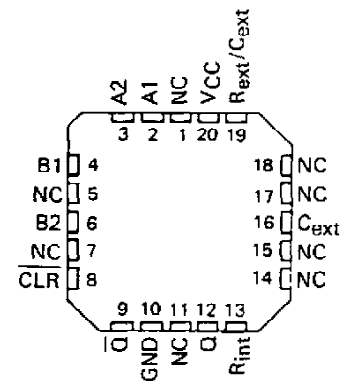 A2 A1 NC VCC Rext/Cext
3 2 1 20 19
B1 4
NC 5
B2 6
NC 7
CLR 8
18 NC
17 NC
16 Cext
15 NC
14 NC
9 10 11 12 13
Q GND NC Q Rint